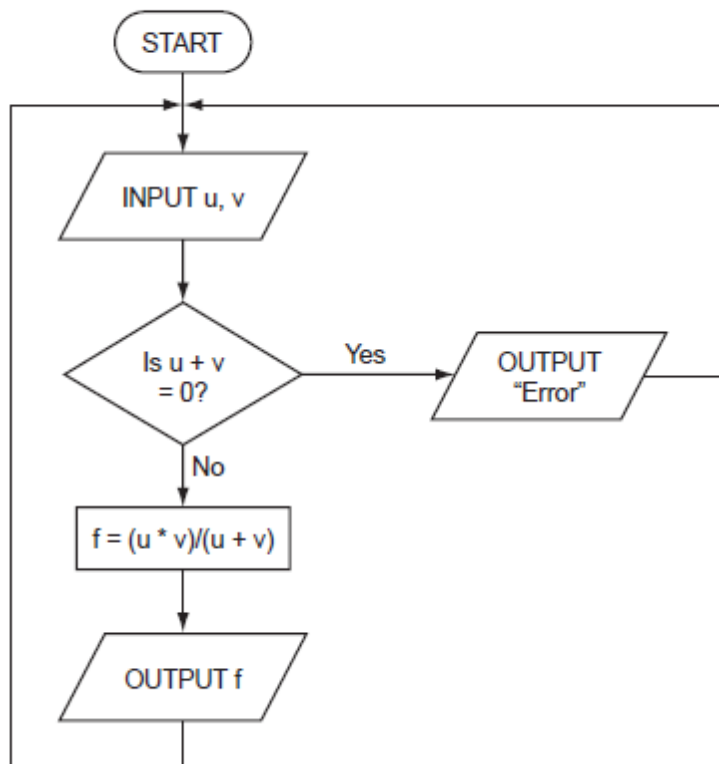 START
INPUT u, v
Is u + v
= 0?
Yes
OUTPUT
“Error”
No
f = (u * v)/(u + v)
OUTPUT f